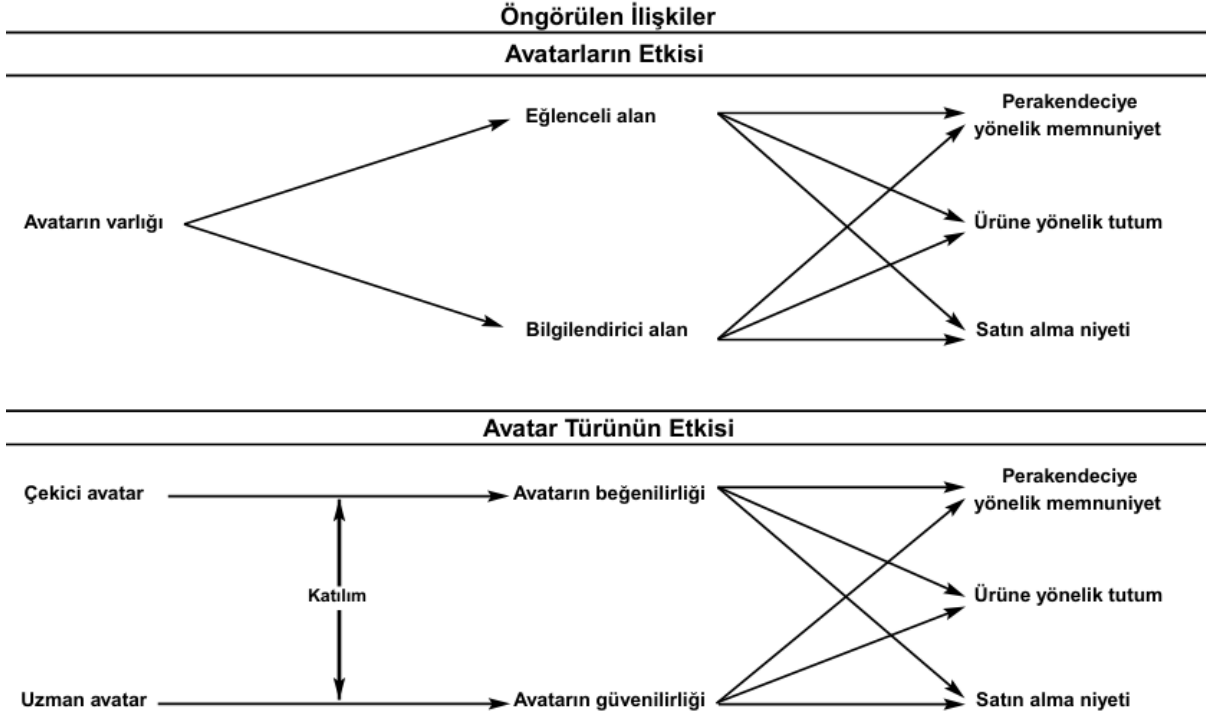 Öngörülen İlişkiler
Avatarların Etkisi
Avatarın varlığı
Eğlenceli alan
Bilgilendirici alan
Perakendeciye
yönelik memnuniyet
Ürüne yönelik tutum
Satın alma niyeti
Avatar Türünün Etkisi
Çekici avatar
Katılım
Uzman avatar
Avatarın beğenilirliği
Avatarın güvenilirliği
Perakendeciye
yönelik memnuniyet
Ürüne yönelik tutum
Satın alma niyeti